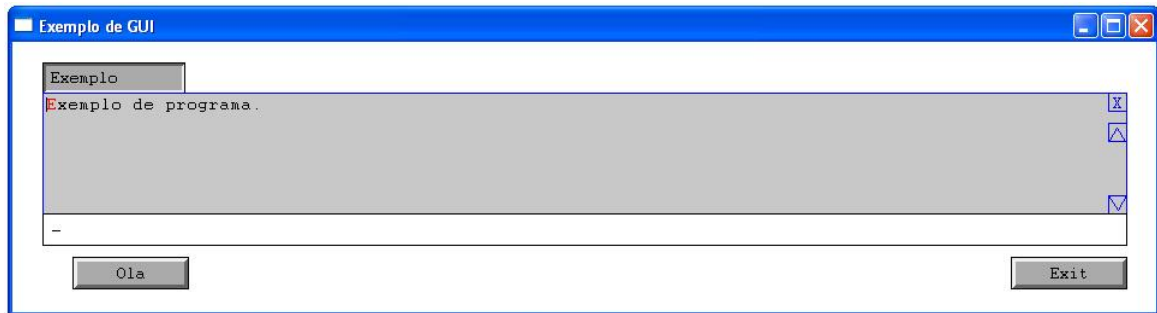 Exemplo de GUI
Exemplo
Exemplo de programa.
X
_
Ola
Exit